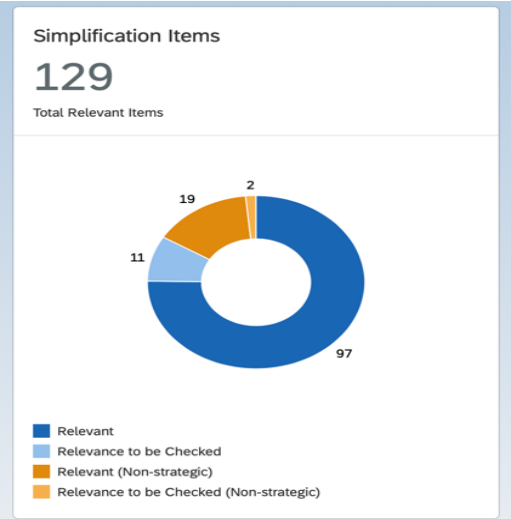 Simplification Items
129
Total Relevant Items
2
19
11
97
Relevant
Relevance to be Checked
Relevant (Non-strategic)
Relevance to be Checked (Non-strategic)